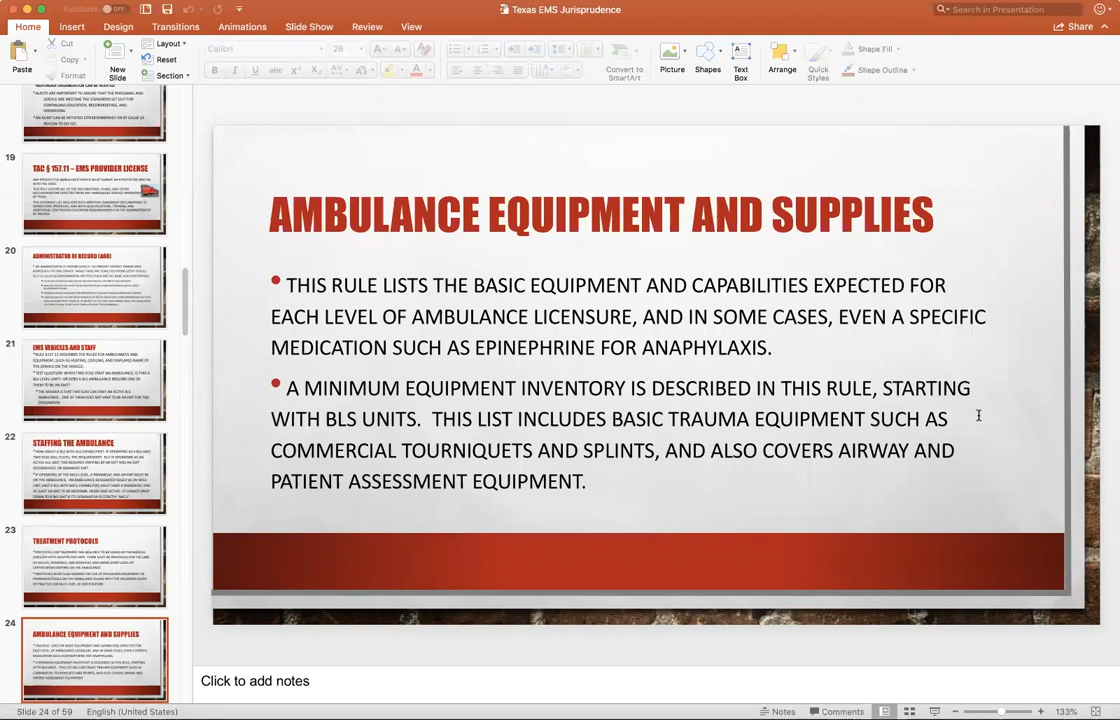 AutoSave OFF
Texas EMS Jurisprudence
Search in Presentation
Home Insert Design Transitions Animations Slide Show Review View
Share
Paste
Cut
Copy
Format
New Slide
Layout
Reset
Section
Calibri
26
Convert to SmartArt
Picture
Shapes
Text Box
Arrange
Quick Styles
Shape Fill
Shape Outline
19
TAC § 157.11 – EMS PROVIDER LICENSE
20
ADMINISTRATOR OF RECORD (AOR)
21
EMS VEHICLES AND STAFF
22
STAFFING THE AMBULANCE
23
TREATMENT PROTOCOLS
24
AMBULANCE EQUIPMENT AND SUPPLIES
AMBULANCE EQUIPMENT AND SUPPLIES
• THIS RULE LISTS THE BASIC EQUIPMENT AND CAPABILITIES EXPECTED FOR
EACH LEVEL OF AMBULANCE LICENSURE, AND IN SOME CASES, EVEN A SPECIFIC
MEDICATION SUCH AS EPINEPHRINE FOR ANAPHYLAXIS.
• A MINIMUM EQUIPMENT INVENTORY IS DESCRIBED IN THIS RULE, STARTING
WITH BLS UNITS. THIS LIST INCLUDES BASIC TRAUMA EQUIPMENT SUCH AS
COMMERCIAL TOURNIQUETS AND SPLINTS, AND ALSO COVERS AIRWAY AND
PATIENT ASSESSMENT EQUIPMENT.
Click to add notes
Slide 24 of 59
English (United States)
Notes
Comments
133%